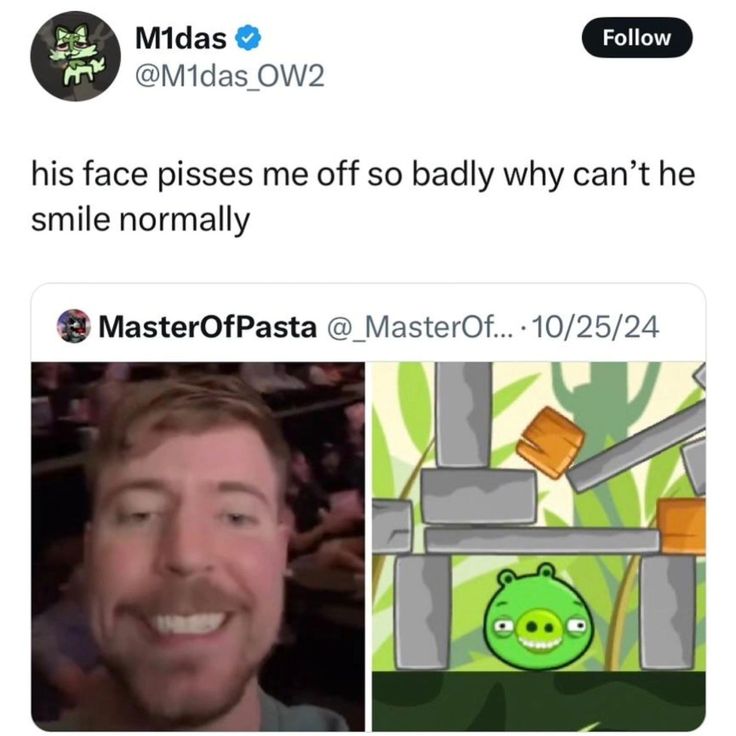 M1das
Follow
@M1das_OW2
his face pisses me off so badly why can’t he
smile normally
MasterOfPasta @_MasterOf... · 10/25/24